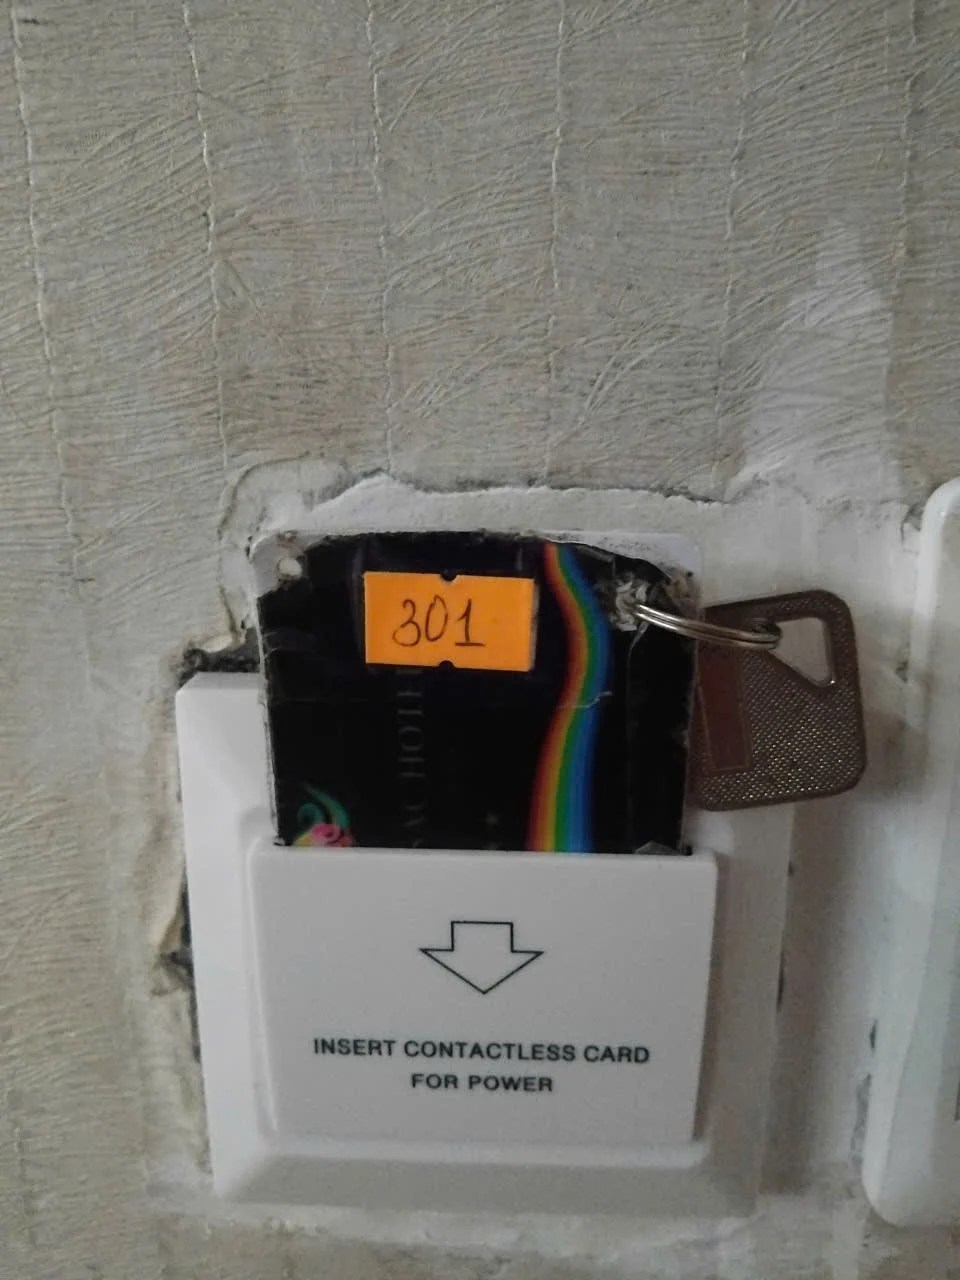 301
INSERT CONTACTLESS CARD
FOR POWER